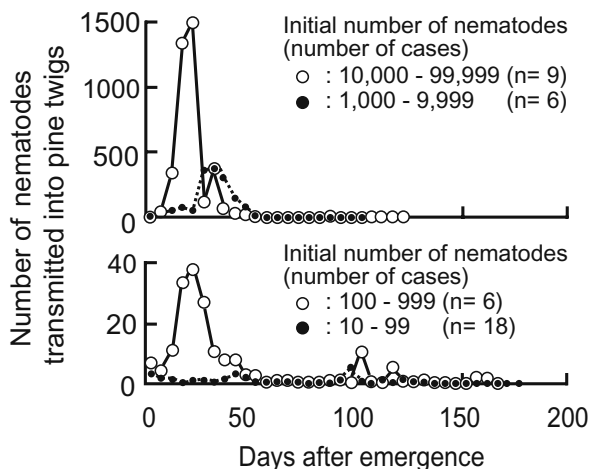 1500
1000
500
0
Initial number of nematodes
(number of cases)
○ : 10,000 - 99,999 (n= 9)
● : 1,000 - 9,999 (n= 6)
Number of nematodes
transmitted into pine twigs
40
20
0
Initial number of nematodes
(number of cases)
○ : 100 - 999 (n= 6)
● : 10 - 99 (n= 18)
0 50 100 150 200
Days after emergence